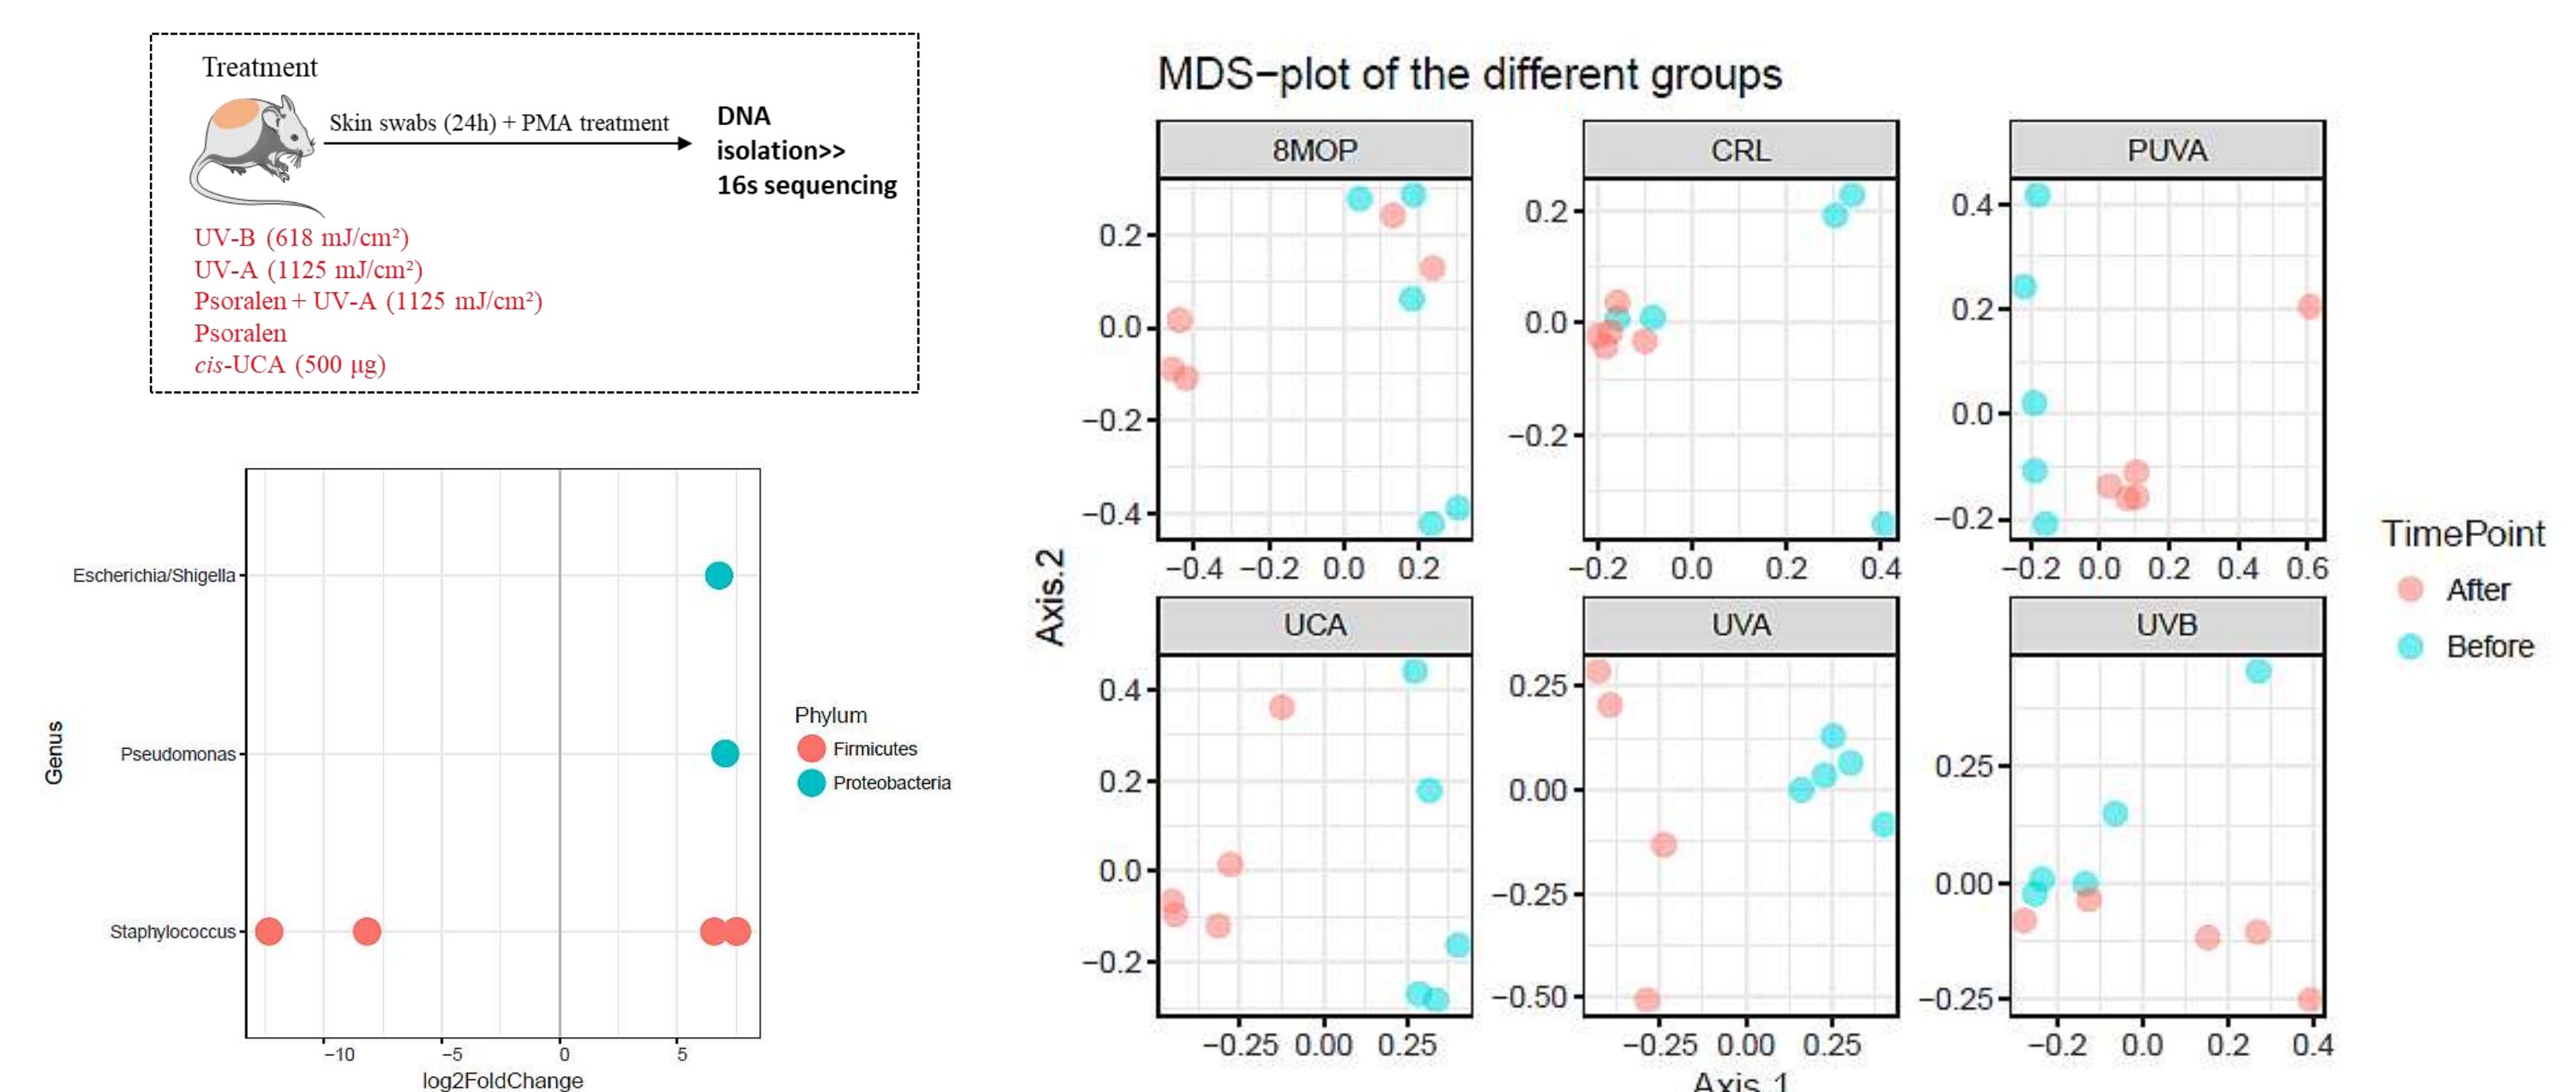 Treatment
Skin swabs (24h) + PMA treatment
DNA
isolation>>
16s sequencing
UV-B (618 mJ/cm²)
UV-A (1125 mJ/cm²)
Psoralen + UV-A (1125 mJ/cm²)
Psoralen
cis-UCA (500 µg)
Escherichia/Shigella
Pseudomonas
Staphylococcus
Genus
−10 −5 0 5
log2FoldChange
Phylum
Firmicutes
Proteobacteria
MDS−plot of the different groups
8MOP
0.2
0.0
−0.2
−0.4
−0.4 −0.2 0.0 0.2
CRL
0.2
0.0
−0.2
−0.2 0.0 0.2 0.4
PUVA
0.4
0.2
0.0
−0.2
−0.2 0.0 0.2 0.4 0.6
Axis.2
UCA
0.4
0.2
0.0
−0.2
−0.25 0.00 0.25
UVA
0.25
0.00
−0.25
−0.50
−0.25 0.00 0.25
UVB
0.25
0.00
−0.25
−0.2 0.0 0.2 0.4
Axis.1
TimePoint
After
Before